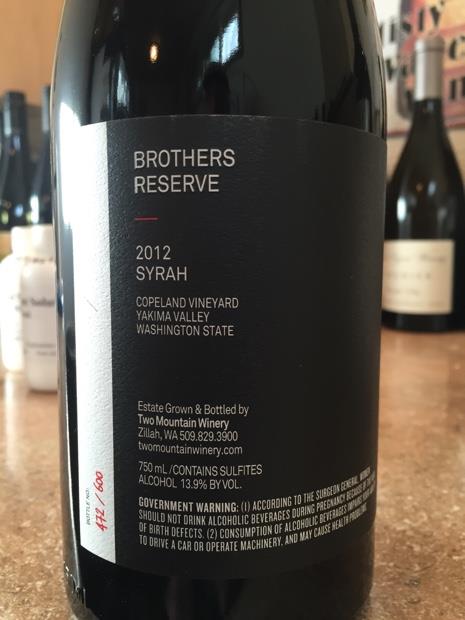 BROTHERS
RESERVE
2012
SYRAH
COPELAND VINEYARD
YAKIMA VALLEY
WASHINGTON STATE
Estate Grown & Bottled by
Two Mountain Winery
Zillah, WA 509.829.3900
twomountainwinery.com
750 mL /CONTAINS SULFITES
ALCOHOL 13.9% BY VOL.
GOVERNMENT WARNING: (1) ACCORDING TO THE SURGEON GENERAL, WOMEN
SHOULD NOT DRINK ALCOHOLIC BEVERAGES DURING PREGNANCY BECAUSE OF THE
OF BIRTH DEFECTS. (2) CONSUMPTION OF ALCOHOLIC BEVERAGES IMPAIRS YOUR
TO DRIVE A CAR OR OPERATE MACHINERY, AND MAY CAUSE HEALTH PROBLEMS.
BOTTLE NO:
472 / 600